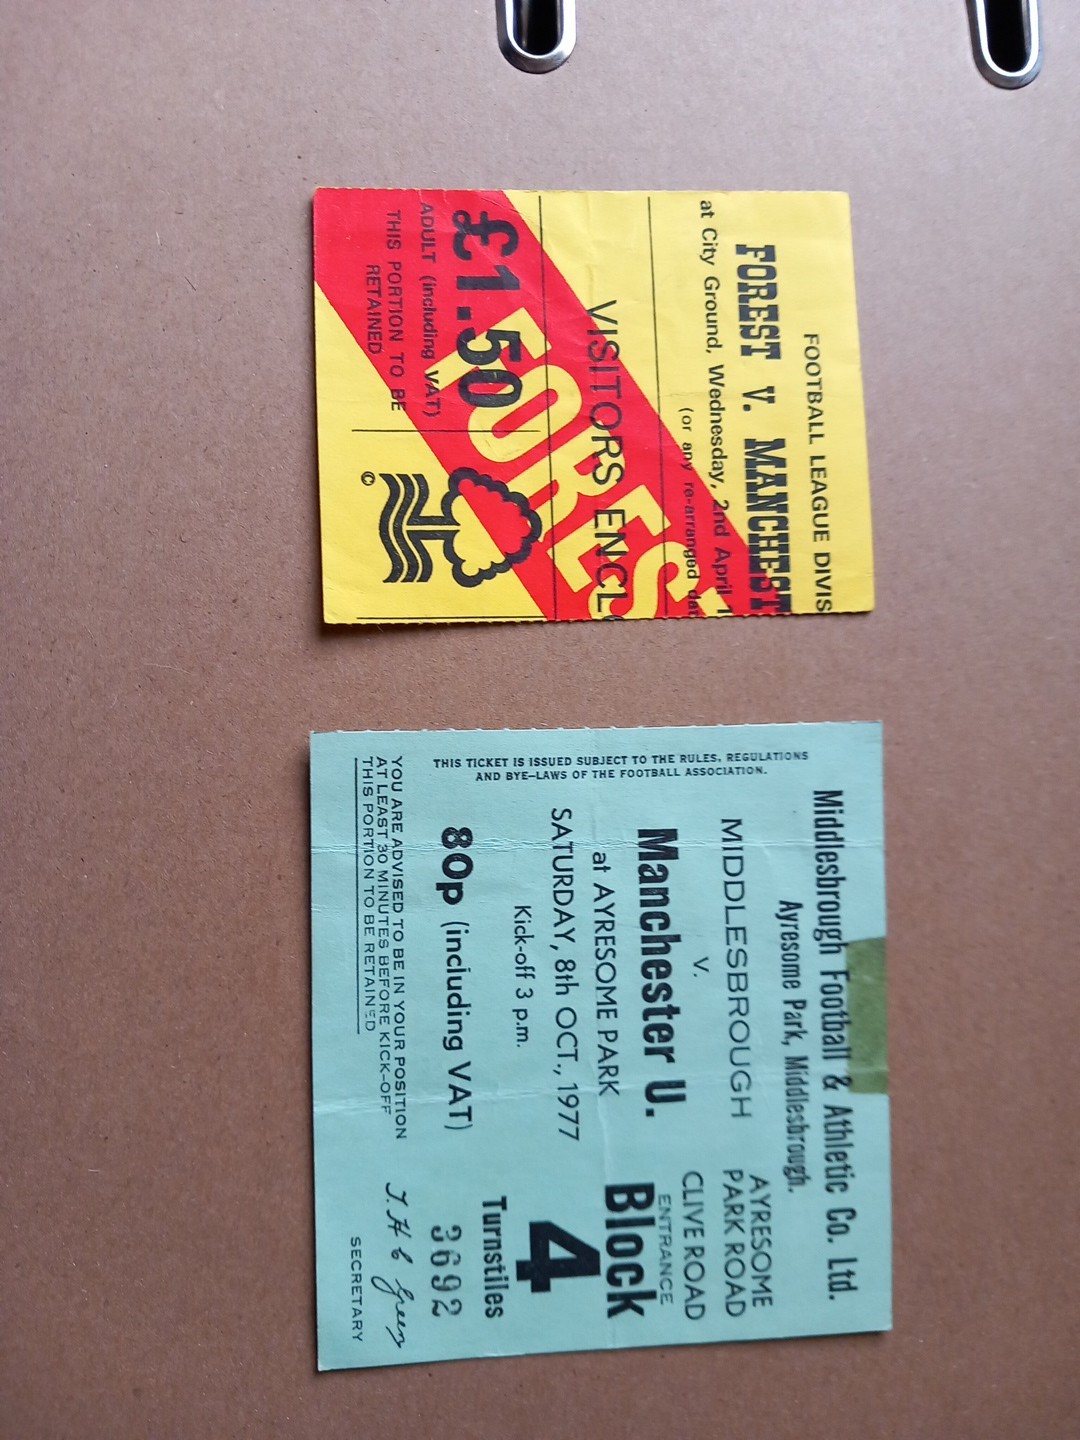 FOOTBALL LEAGUE DIVIS
FOREST V. MANCHEST
at City Ground, Wednesday, 2nd April 1
(or any re-arranged dat
VISITORS ENCLO
FOREST
£1.50
ADULT (including VAT)
THIS PORTION TO BE
RETAINED
©
THIS TICKET IS ISSUED SUBJECT TO THE RULES, REGULATIONS
AND BYE-LAWS OF THE FOOTBALL ASSOCIATION.
Middlesbrough Football & Athletic Co. Ltd.
Ayresome Park, Middlesbrough.
MIDDLESBROUGH
v.
Manchester U.
at AYRESOME PARK
SATURDAY, 8th OCT., 1977
Kick-off 3 p.m.
80p (including VAT)
YOU ARE ADVISED TO BE IN YOUR POSITION
AT LEAST 30 MINUTES BEFORE KICK-OFF
THIS PORTION TO BE RETAINED
AYRESOME
PARK ROAD
CLIVE ROAD
ENTRANCE
Block
4
Turnstiles
3692
T. H. C. Green
SECRETARY